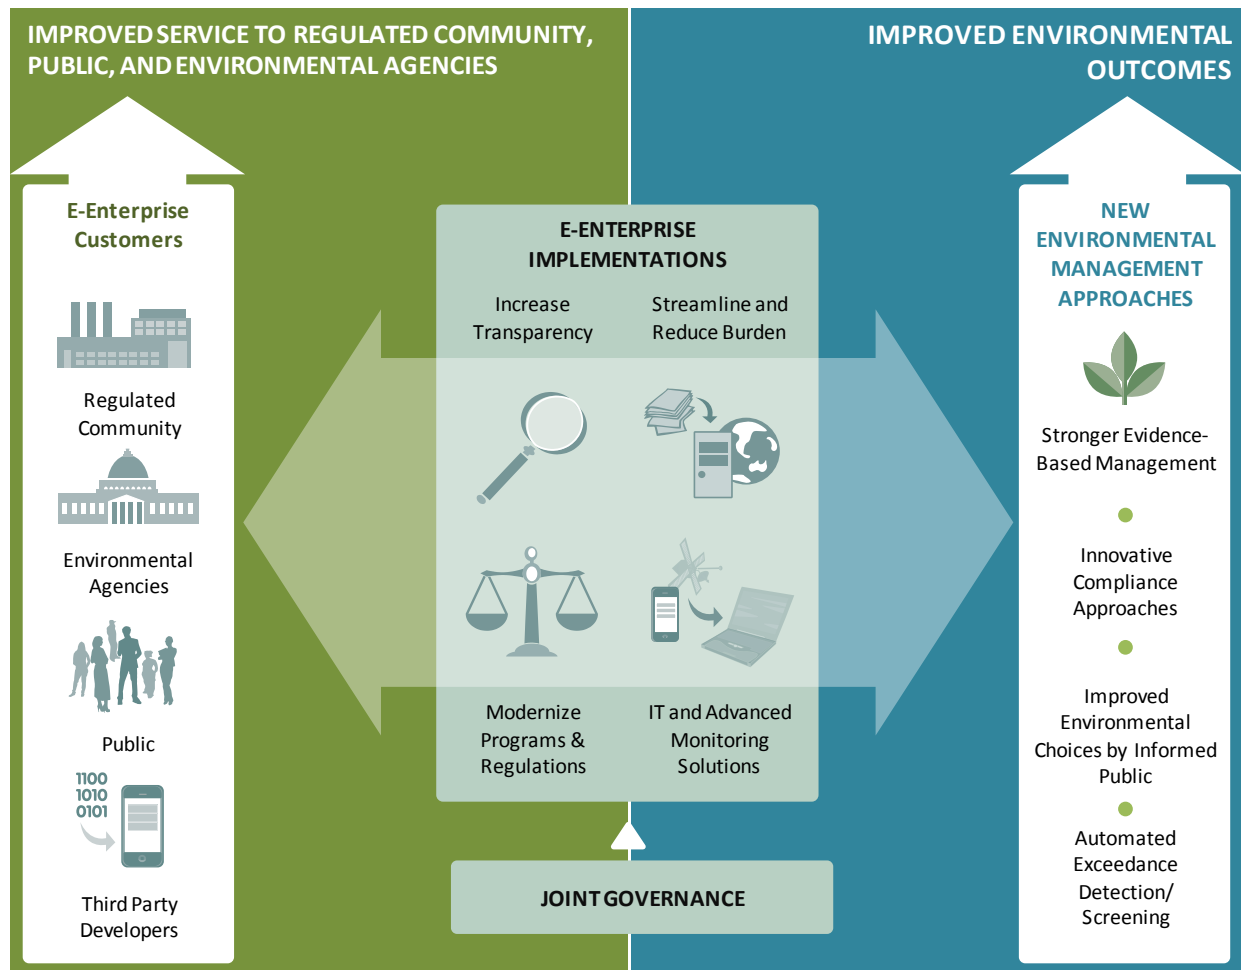 IMPROVED SERVICE TO REGULATED COMMUNITY,
PUBLIC, AND ENVIRONMENTAL AGENCIES
IMPROVED ENVIRONMENTAL
OUTCOMES
E-Enterprise
Customers
Regulated
Community
Environmental
Agencies
Public
1100
1010
0101
Third Party
Developers
E-ENTERPRISE
IMPLEMENTATIONS
Increase
Transparency
Streamline and
Reduce Burden
Modernize
Programs &
Regulations
IT and Advanced
Monitoring
Solutions
JOINT GOVERNANCE
NEW
ENVIRONMENTAL
MANAGEMENT
APPROACHES
Stronger Evidence-
Based Management
Innovative
Compliance
Approaches
Improved
Environmental
Choices by Informed
Public
Automated
Exceedance
Detection/
Screening